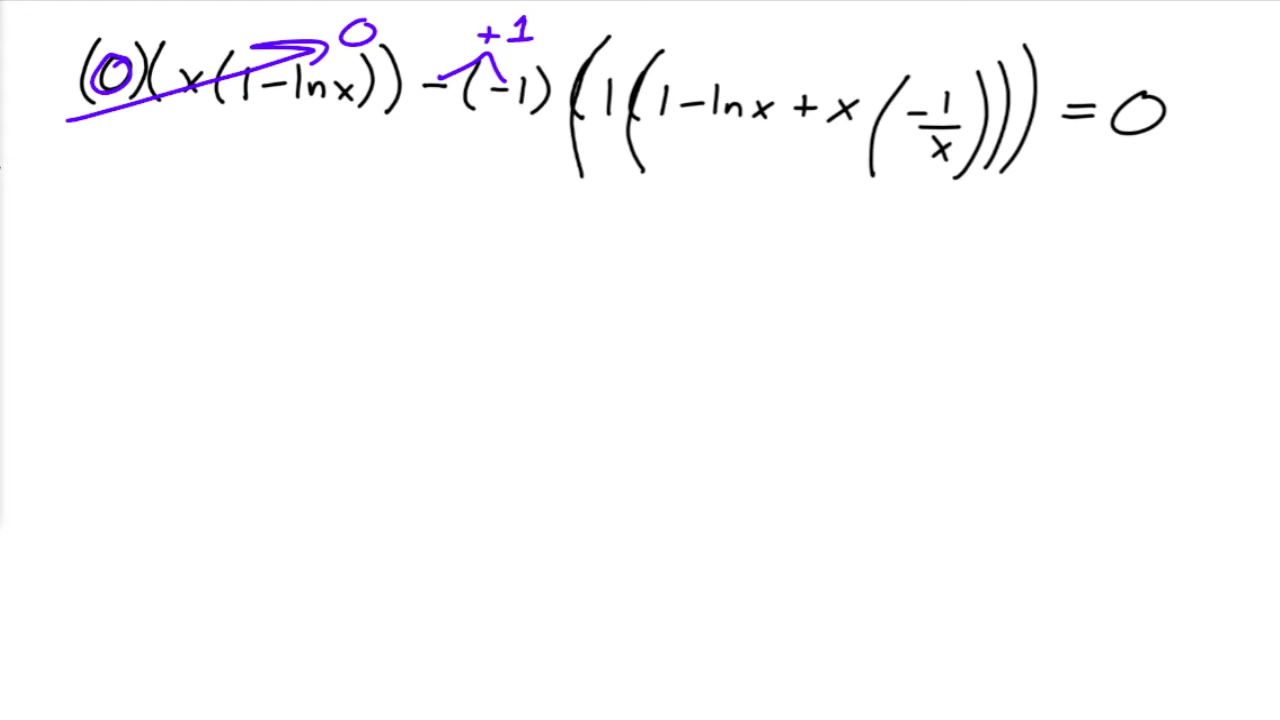 0 +1
(0)(x(1-lnx)) - (-1)(1(1-lnx + x(-1/x))) = 0